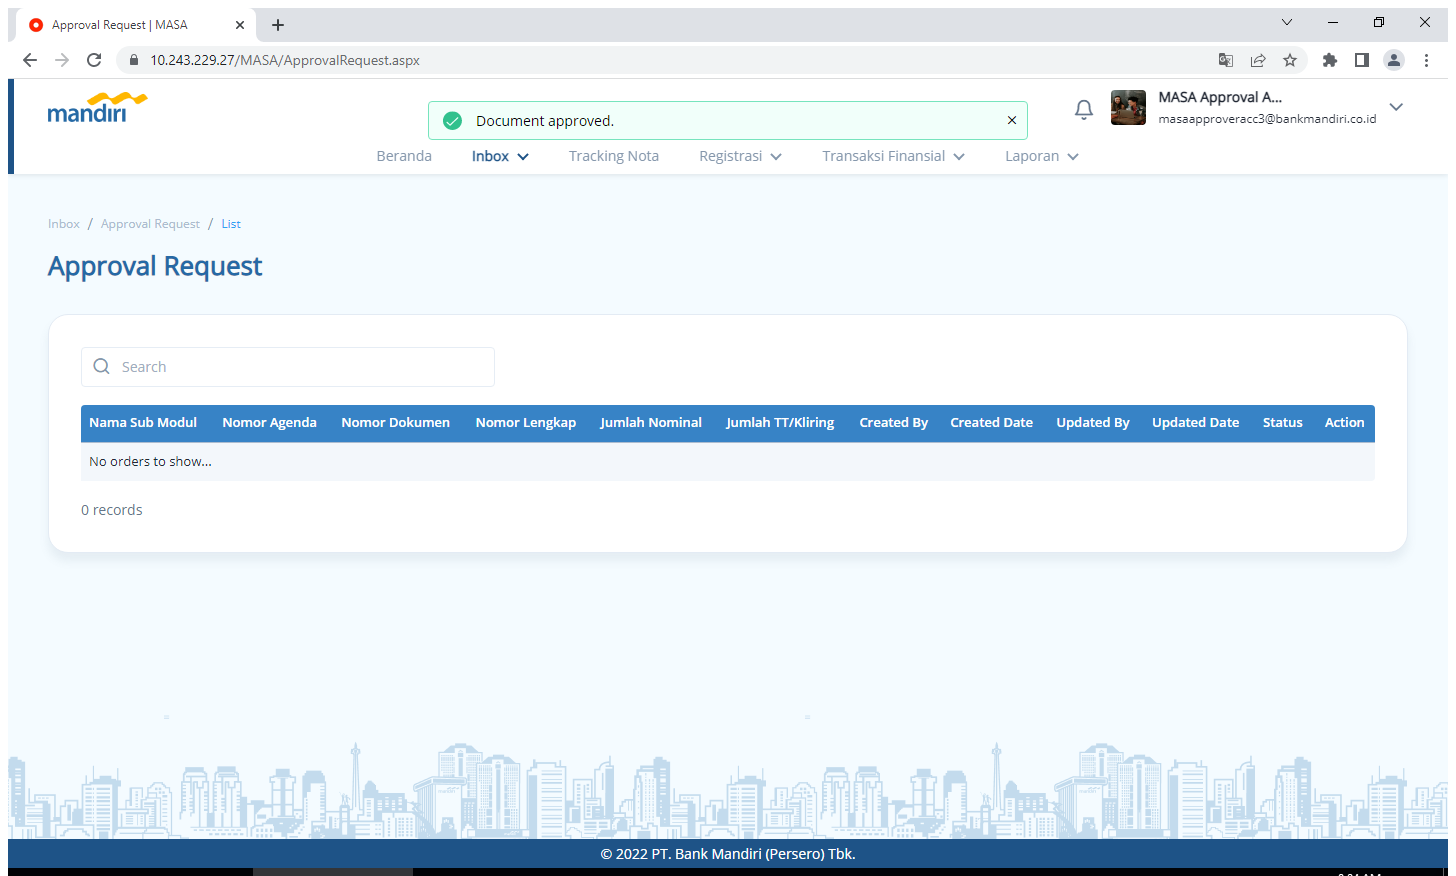 Approval Request | MASA
10.243.229.27/MASA/ApprovalRequest.aspx
mandiri
Document approved.
MASA Approval A...
masaapproveracc3@bankmandiri.co.id
Beranda Inbox Tracking Nota Registrasi Transaksi Finansial Laporan
Inbox / Approval Request / List
Approval Request
Search
Nama Sub Modul Nomor Agenda Nomor Dokumen Nomor Lengkap Jumlah Nominal Jumlah TT/Kliring Created By Created Date Updated By Updated Date Status Action
No orders to show...
0 records
© 2022 PT. Bank Mandiri (Persero) Tbk.